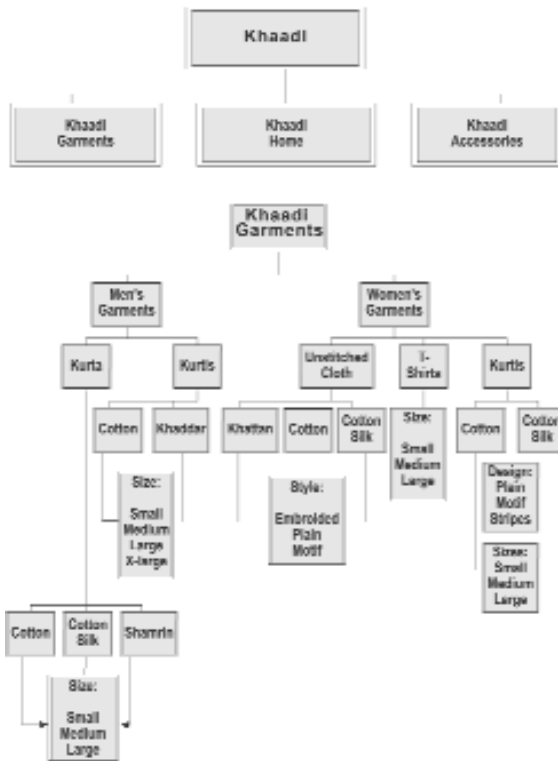 Khaadi
Khaadi
Garments
Khaadi
Home
Khaadi
Accessories
Khaadi
Garments
Men's
Garments
Women's
Garments
Kurta
Kurtis
Unstitched
Cloth
T-
Shirts
Kurtis
Cotton
Khaddar
Khattan
Cotton
Cotton
Silk
Size:
Small
Medium
Large
Cotton
Cotton
Silk
Size:
Small
Medium
Large
X-large
Style:
Embroided
Plain
Motif
Design:
Plain
Motif
Stripes
Sizes:
Small
Medium
Large
Cotton
Cotton
Silk
Shamrin
Size:
Small
Medium
Large